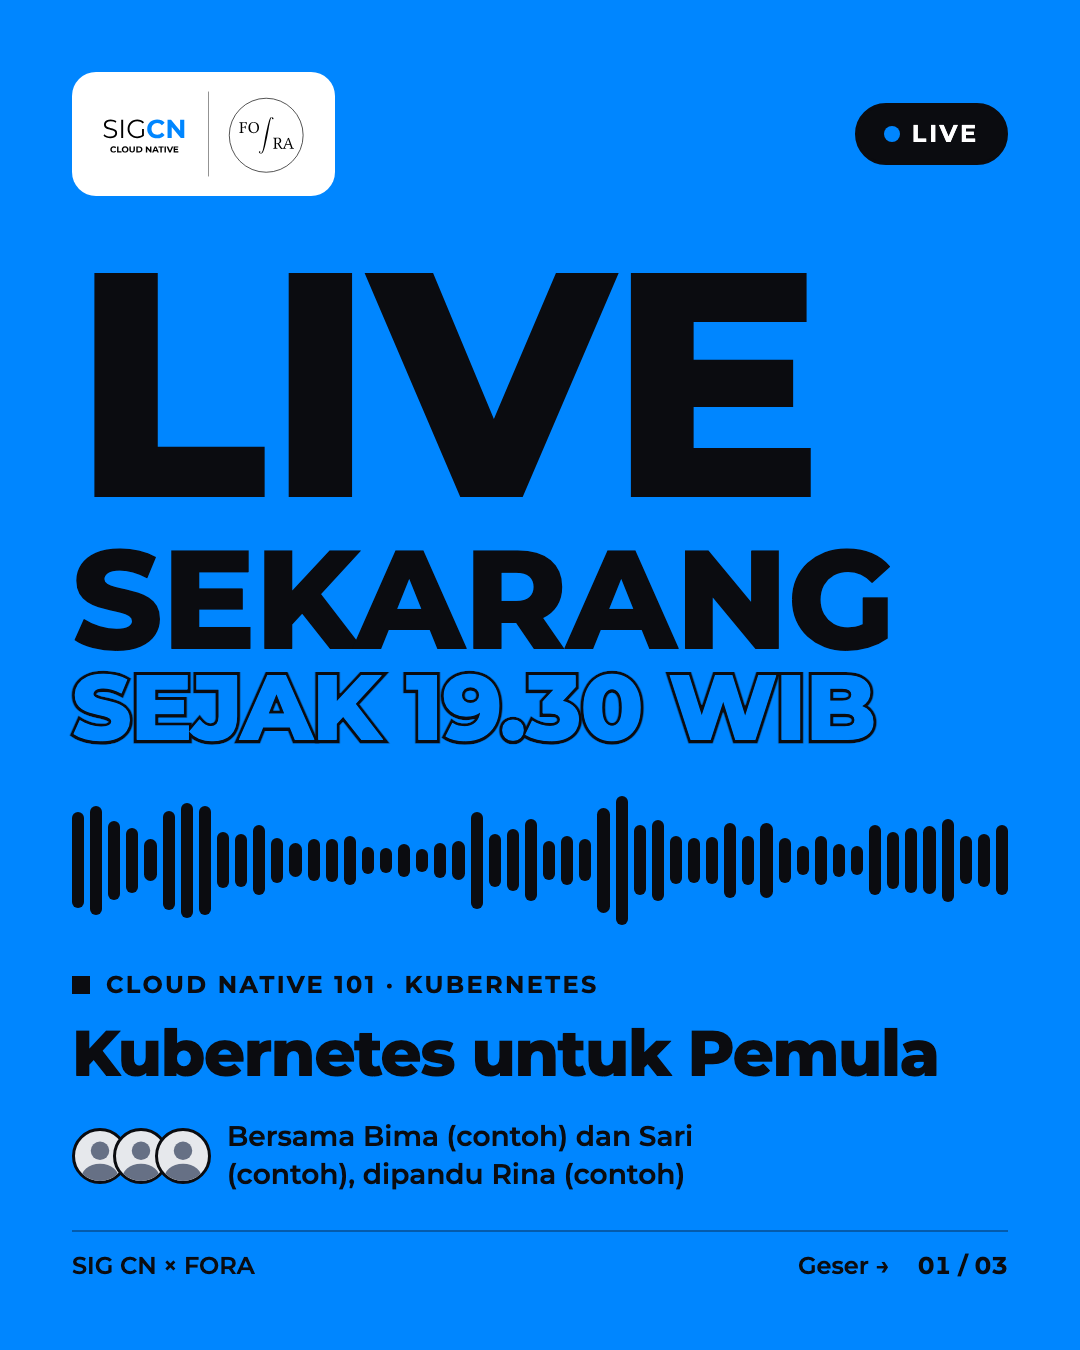 SIGCN
CLOUD NATIVE
FO
RA
LIVE
LIVE
SEKARANG
SEJAK 19.30 WIB
CLOUD NATIVE 101 · KUBERNETES
Kubernetes untuk Pemula
Bersama Bima (contoh) dan Sari
(contoh), dipandu Rina (contoh)
SIG CN × FORA
Geser → 01 / 03